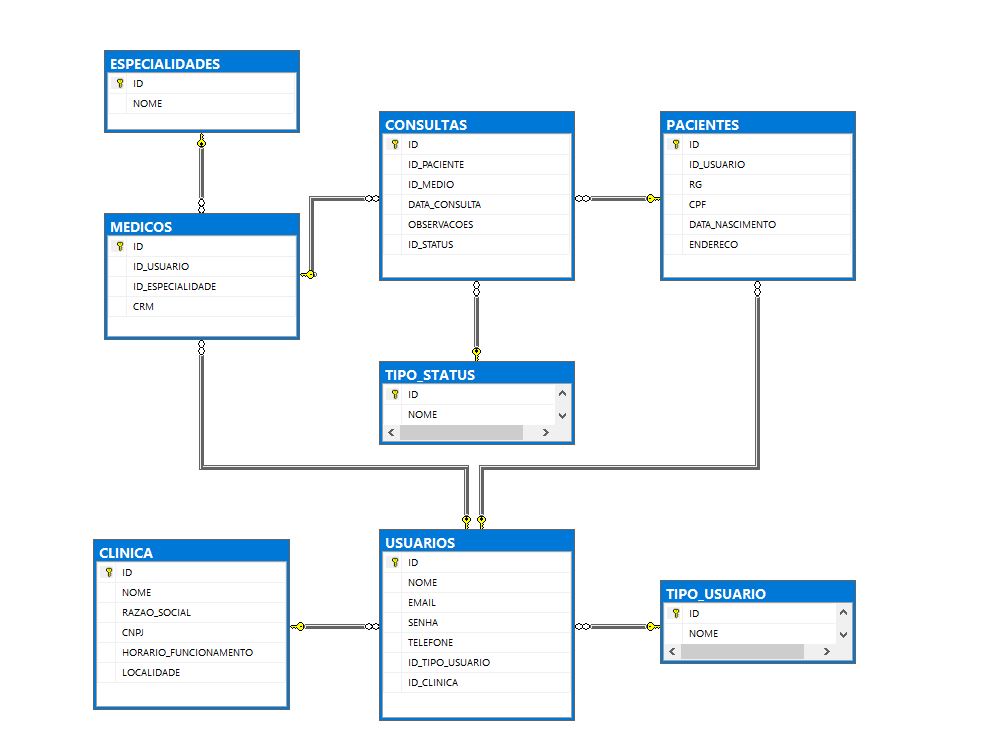 ESPECIALIDADES
ID
NOME
CONSULTAS
ID
ID_PACIENTE
ID_MEDIO
DATA_CONSULTA
OBSERVACOES
ID_STATUS
PACIENTES
ID
ID_USUARIO
RG
CPF
DATA_NASCIMENTO
ENDERECO
MEDICOS
ID
ID_USUARIO
ID_ESPECIALIDADE
CRM
TIPO_STATUS
ID
NOME
CLINICA
ID
NOME
RAZAO_SOCIAL
CNPJ
HORARIO_FUNCIONAMENTO
LOCALIDADE
USUARIOS
ID
NOME
EMAIL
SENHA
TELEFONE
ID_TIPO_USUARIO
ID_CLINICA
TIPO_USUARIO
ID
NOME